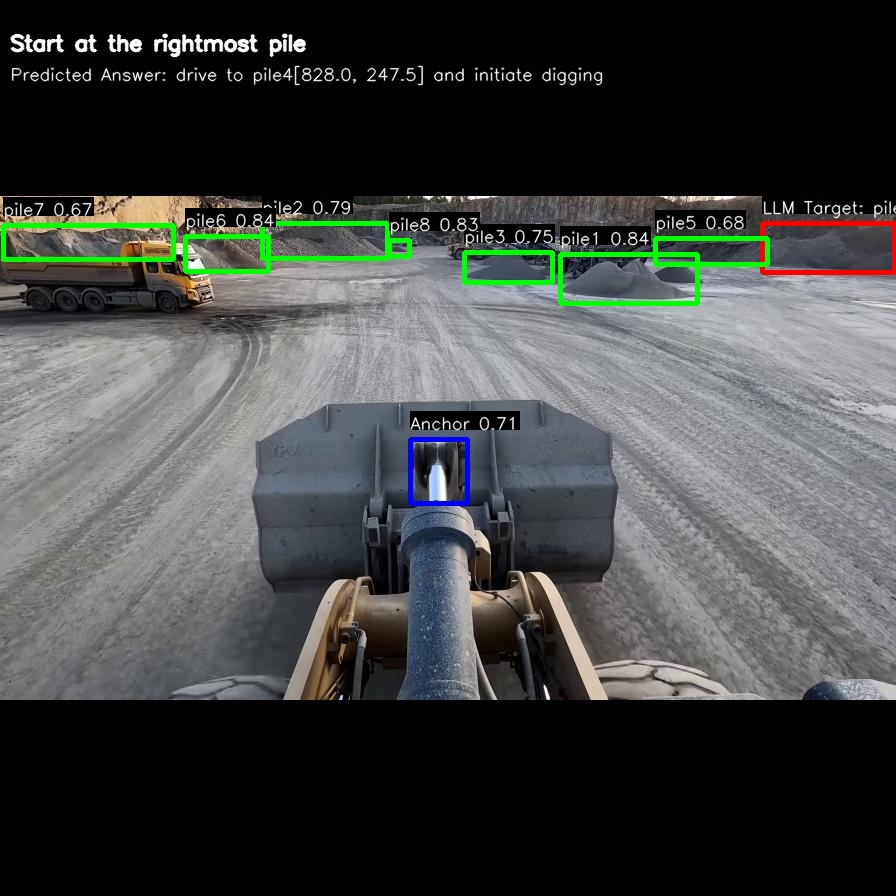 Start at the rightmost pile
Predicted Answer: drive to pile4[828.0, 247.5] and initiate digging
pile7 0.67
pile6 0.84
pile2 0.79
pile8 0.83
pile3 0.75
pile1 0.84
pile5 0.68
LLM Target: pile
Anchor 0.71